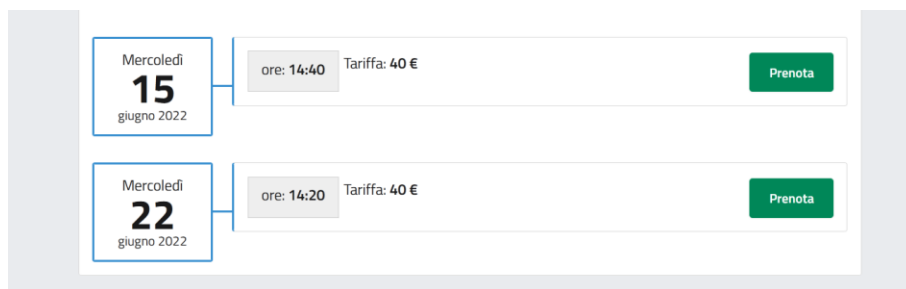 Mercoledì
15
giugno 2022
ore: 14:40
Tariffa: 40 €
Prenota
Mercoledì
22
giugno 2022
ore: 14:20
Tariffa: 40 €
Prenota